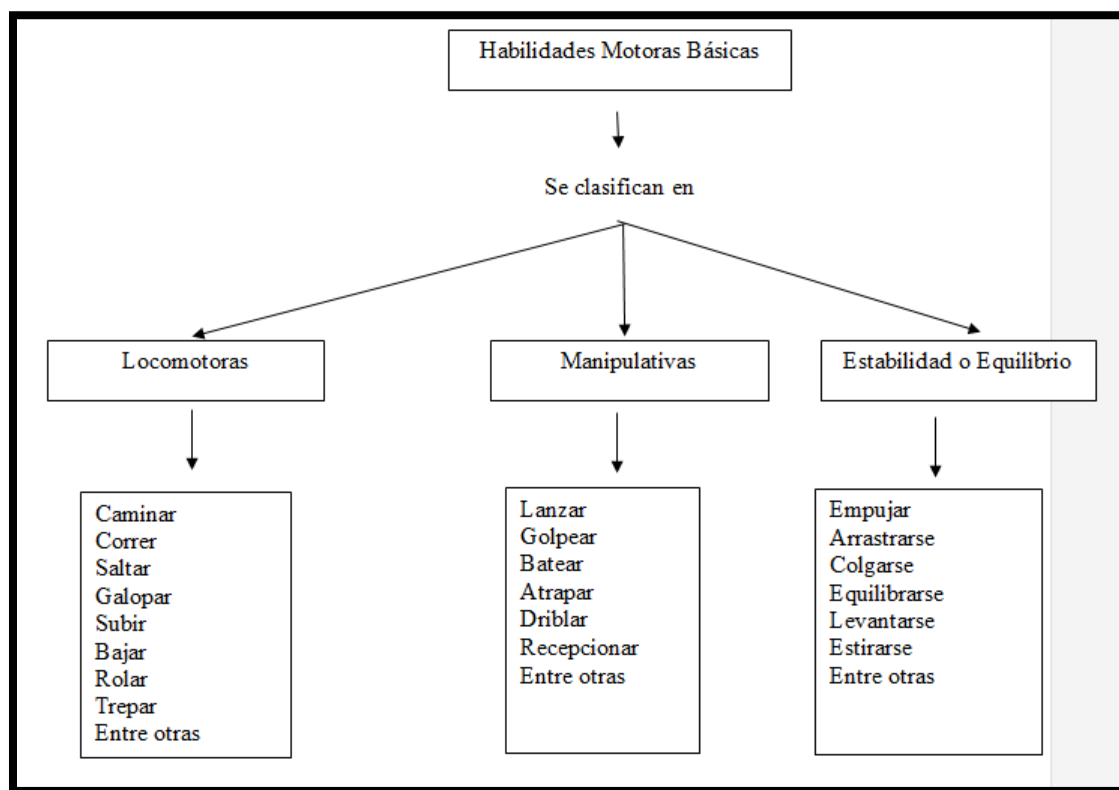 Habilidades Motoras Básicas
Se clasifican en
Locomotoras
Manipulativas
Estabilidad o Equilibrio
Caminar
Correr
Saltar
Galopar
Subir
Bajar
Rolar
Trepar
Entre otras
Lanzar
Golpear
Batear
Atrapar
Driblar
Recepcionar
Entre otras
Empujar
Arrastrarse
Colgarse
Equilibrarse
Levantarse
Estirarse
Entre otras